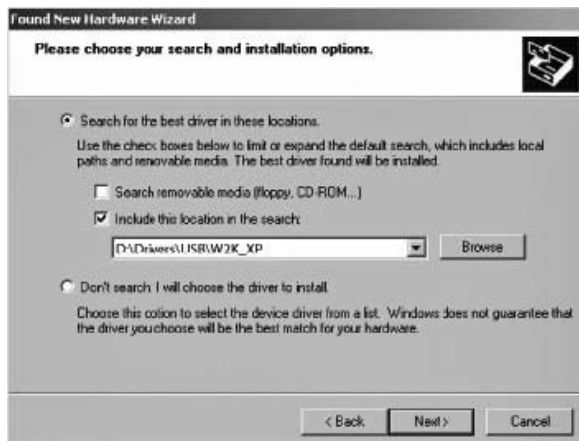 Found New Hardware Wizard
Please choose your search and installation options.
Search for the best driver in these locations.
Use the check boxes below to limit or expand the default search, which includes local
paths and removable media. The best driver found will be installed.
Search removable media (floppy, CD-ROM...)
Include this location in the search:
D:\Drivers\USB\W2K_XP
Browse
Don't search. I will choose the driver to install.
Choose this option to select the device driver from a list. Windows does not guarantee that
the driver you choose will be the best match for your hardware.
< Back
Next >
Cancel